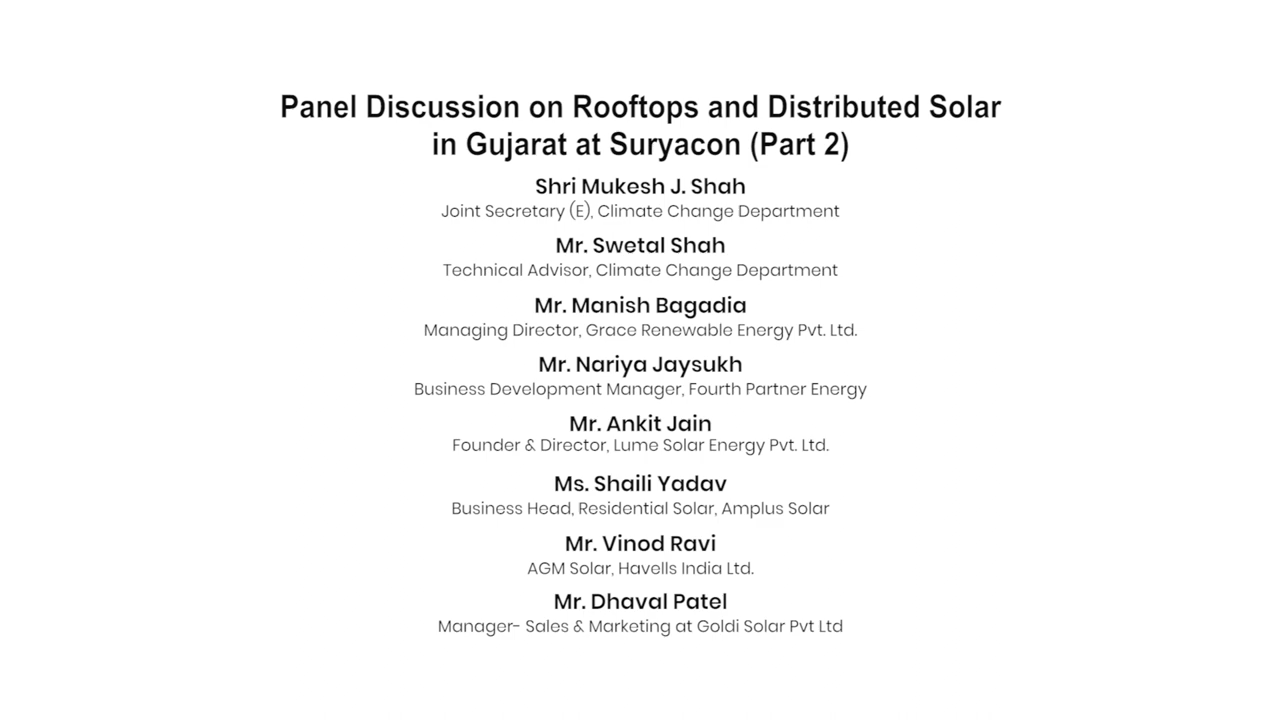 Panel Discussion on Rooftops and Distributed Solar
in Gujarat at Suryacon (Part 2)
Shri Mukesh J. Shah
Joint Secretary (E), Climate Change Department
Mr. Swetal Shah
Technical Advisor, Climate Change Department
Mr. Manish Bagadia
Managing Director, Grace Renewable Energy Pvt. Ltd.
Mr. Nariya Jaysukh
Business Development Manager, Fourth Partner Energy
Mr. Ankit Jain
Founder & Director, Lume Solar Energy Pvt. Ltd.
Ms. Shaili Yadav
Business Head, Residential Solar, Amplus Solar
Mr. Vinod Ravi
AGM Solar, Havells India Ltd.
Mr. Dhaval Patel
Manager- Sales & Marketing at Goldi Solar Pvt Ltd